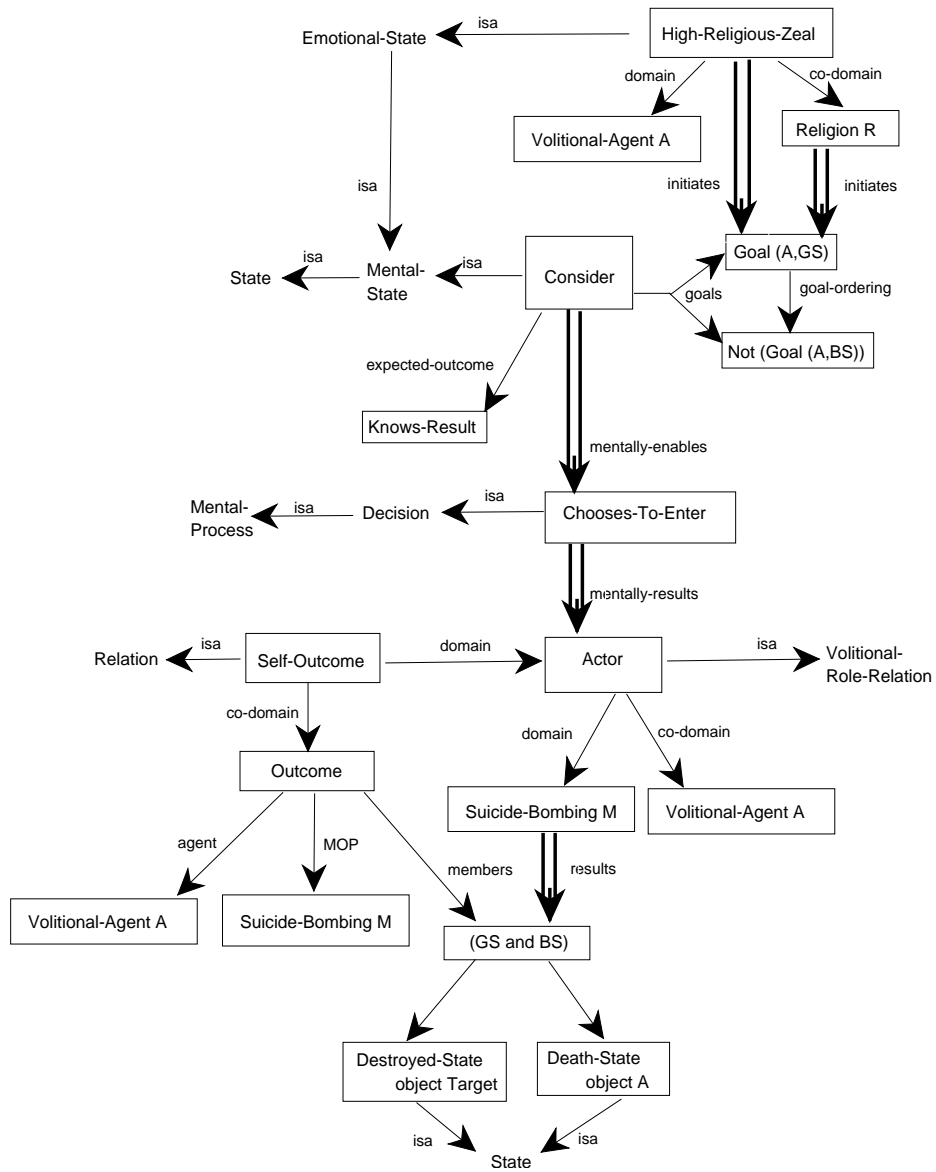 isa
High-Religious-Zeal
Emotional-State
domain
co-domain
Volitional-Agent A
Religion R
isa
initiates
initiates
Goal (A,GS)
isa
isa
State
Mental-
State
Consider
goals
goal-ordering
Not (Goal (A,BS))
expected-outcome
Knows-Result
mentally-enables
Mental-
Process
isa
Decision
isa
Chooses-To-Enter
mentally-results
Relation
isa
Self-Outcome
domain
Actor
isa
Volitional-
Role-Relation
co-domain
domain
co-domain
Outcome
Suicide-Bombing M
Volitional-Agent A
agent
MOP
members
results
Volitional-Agent A
Suicide-Bombing M
(GS and BS)
Destroyed-State
object Target
Death-State
object A
isa
isa
State